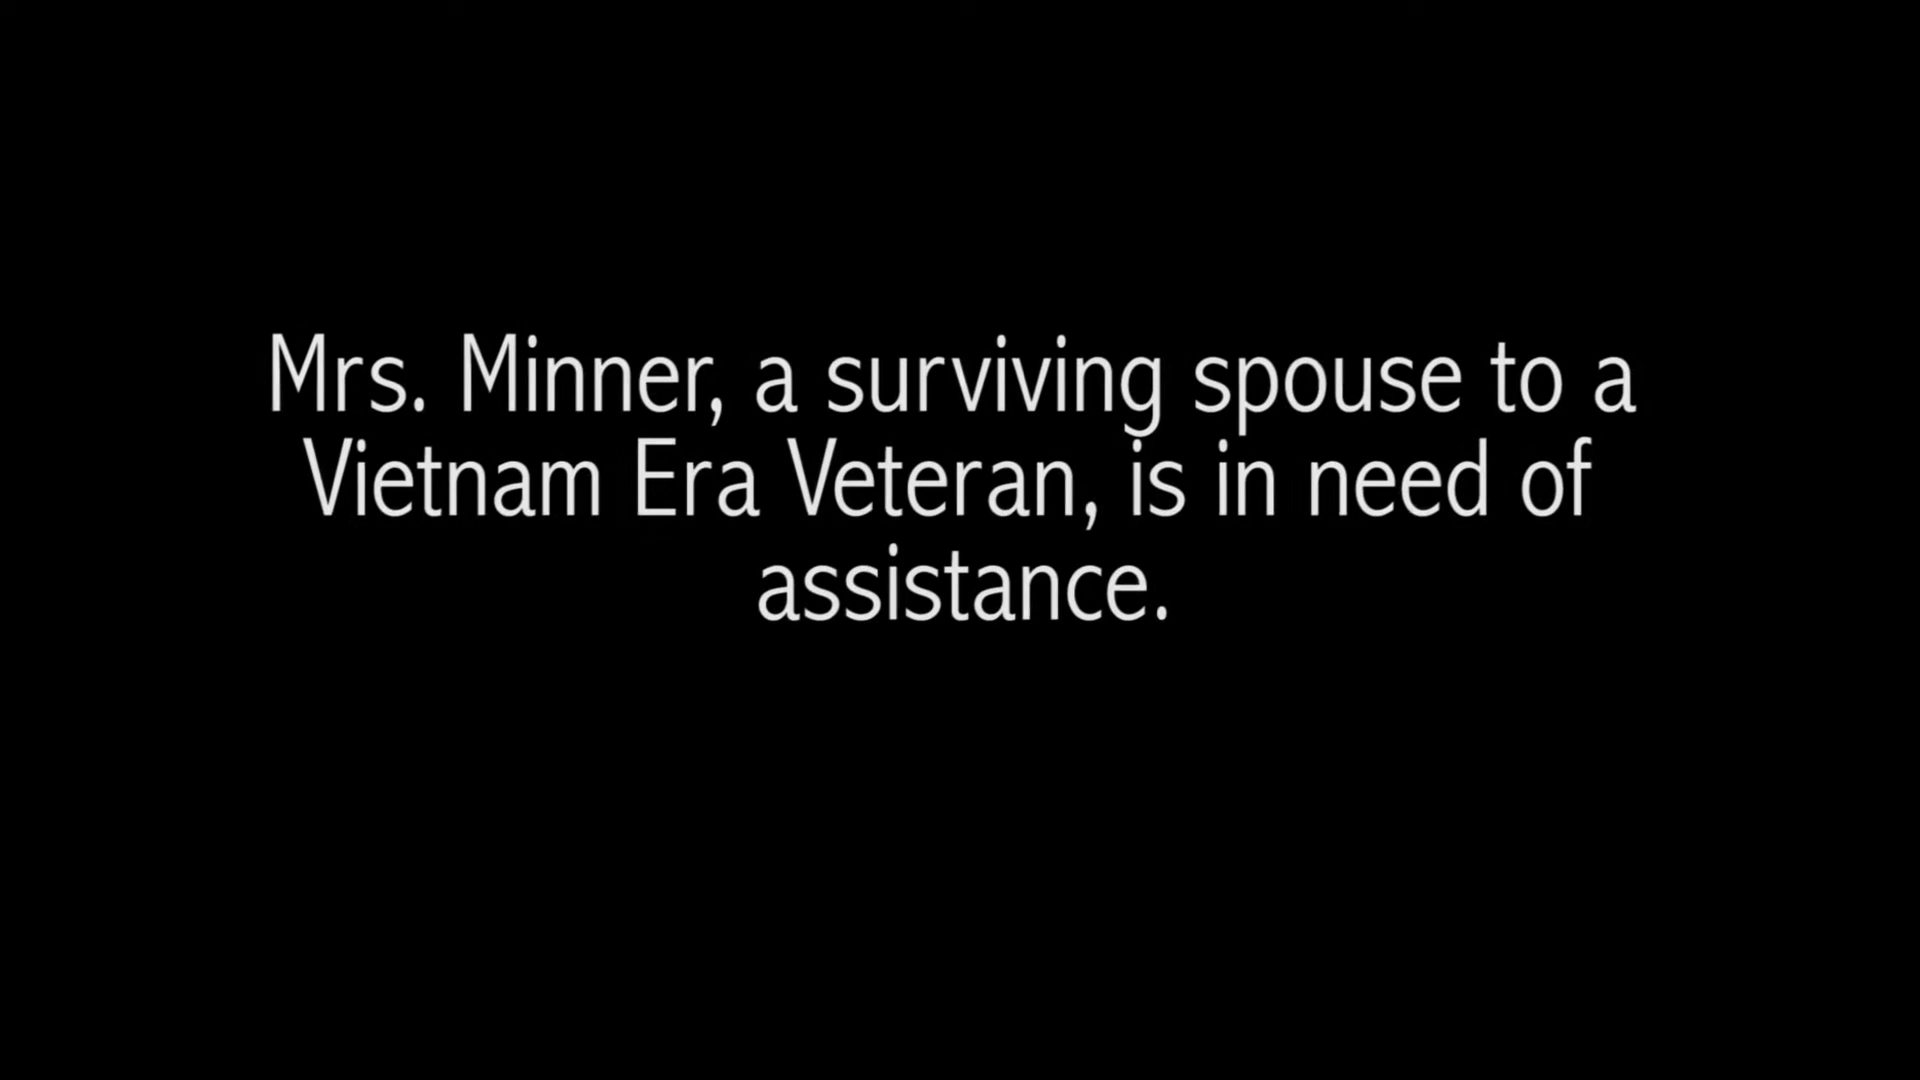 Mrs. Minner, a surviving spouse to a
Vietnam Era Veteran, is in need of
assistance.